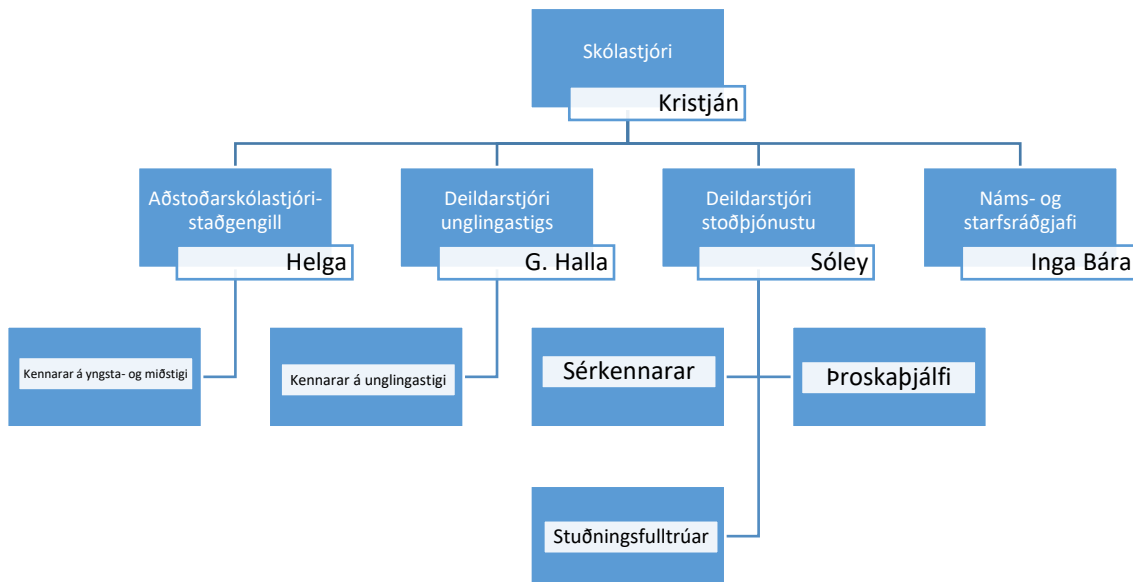 Skólastjóri
Kristján
Aðstoðarskólastjóri-
staðgengill
Helga
Deildarstjóri
unglingastigs
G. Halla
Deildarstjóri
stoðþjónustu
Sóley
Náms- og
starfsráðgjafi
Inga Bára
Kennarar á yngsta- og miðstigi
Kennarar á unglingastigi
Sérkennarar
Þroskaþjálfi
Stuðningsfulltrúar